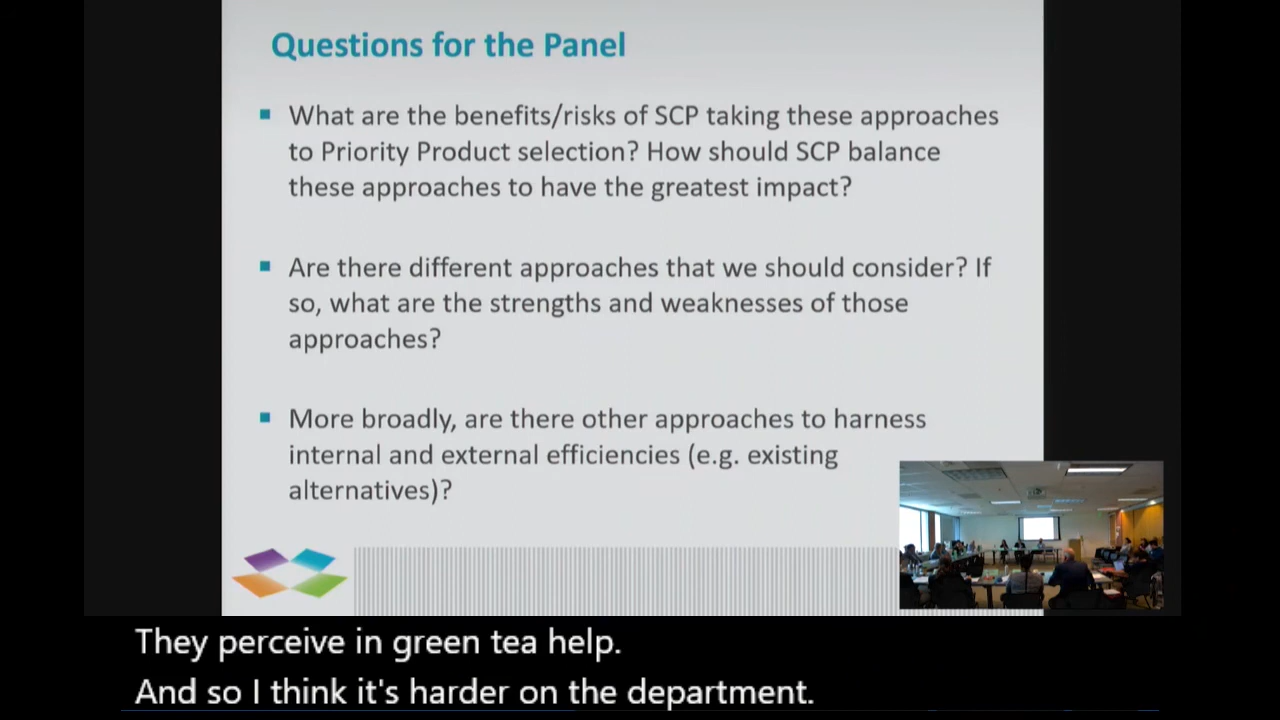 Questions for the Panel
▪ What are the benefits/risks of SCP taking these approaches
to Priority Product selection? How should SCP balance
these approaches to have the greatest impact?
▪ Are there different approaches that we should consider? If
so, what are the strengths and weaknesses of those
approaches?
▪ More broadly, are there other approaches to harness
internal and external efficiencies (e.g. existing
alternatives)?
They perceive in green tea help.
And so I think it's harder on the department.